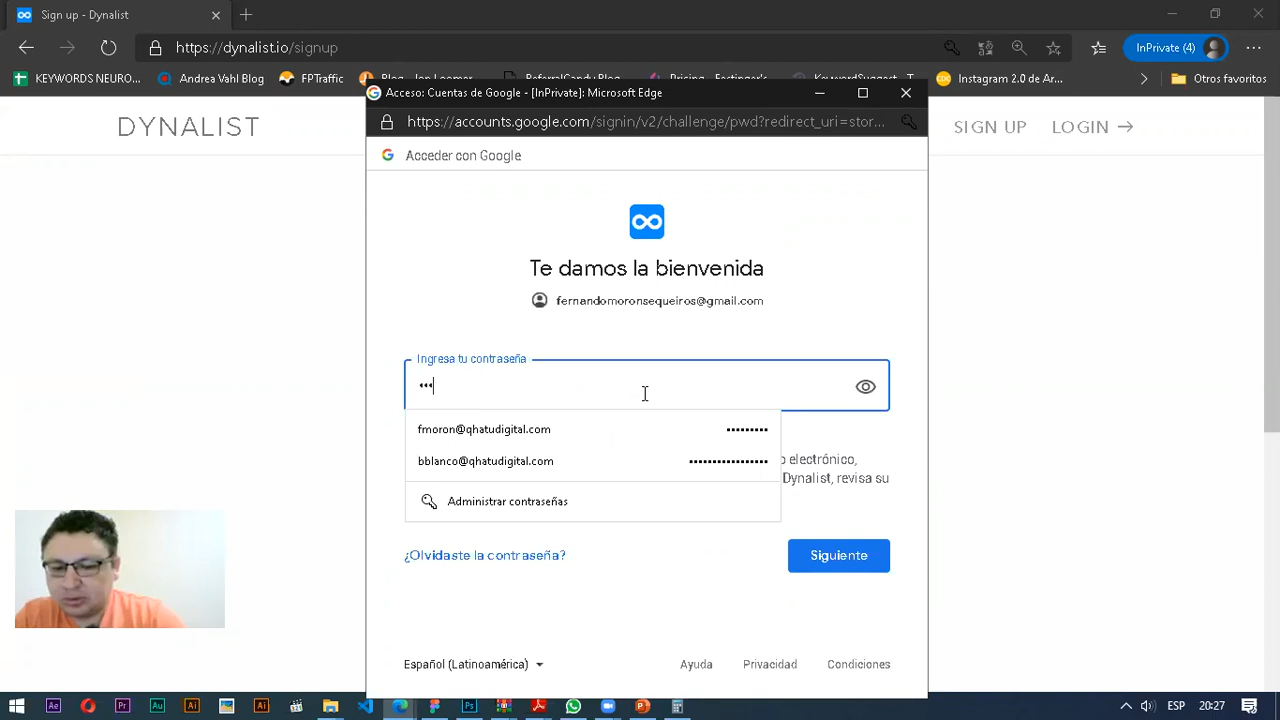 Sign up - Dynalist
https://dynalist.io/signup
InPrivate (4)
KEYWORDS NEURO...
Andrea Vahl Blog
FPTraffic
Instagram 2.0 de Ar...
Otros favoritos
Acceso: Cuentas de Google - [InPrivate]: Microsoft Edge
https://accounts.google.com/signin/v2/challenge/pwd?redirect_uri=stor...
DYNALIST
SIGN UP
LOGIN →
Acceder con Google
Te damos la bienvenida
fernandomoronsequeiros@gmail.com
Ingresa tu contraseña
•••
fmoron@qhatudigital.com •••••••••
bblanco@qhatudigital.com •••••••••••••••••
o electrónico,
Dynalist, revisa su
Administrar contraseñas
¿Olvidaste la contraseña?
Siguiente
Español (Latinoamérica)
Ayuda
Privacidad
Condiciones
ESP
20:27